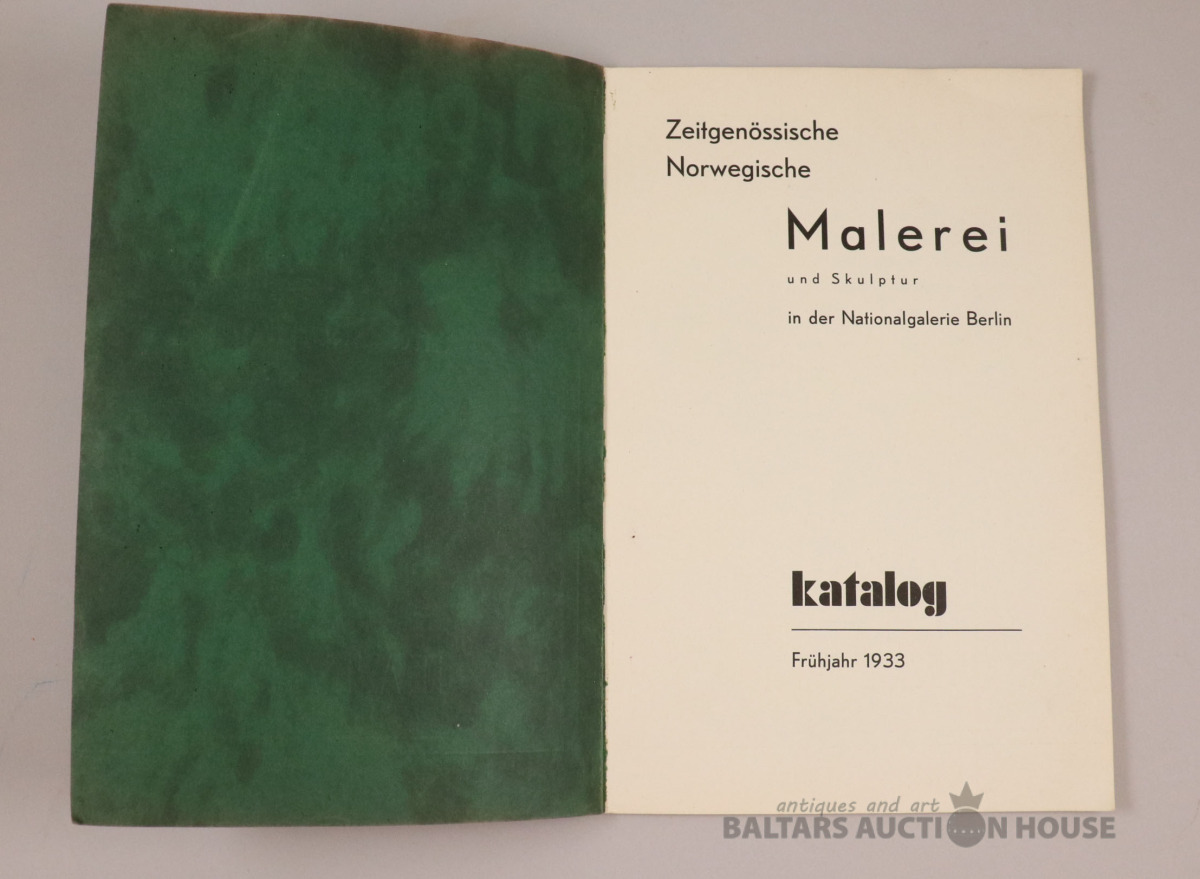 Zeitgenössische
Norwegische
Malerei
und Skulptur
in der Nationalgalerie Berlin
katalog
Frühjahr 1933
antiques and art
BALTARS AUCTION HOUSE